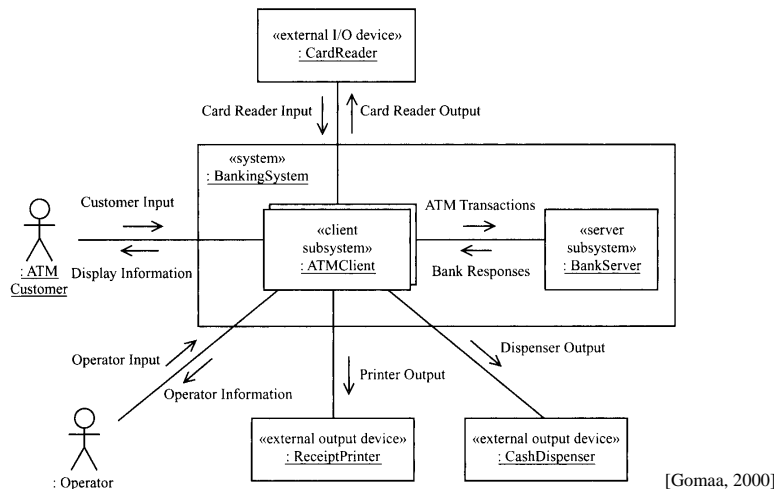 «external I/O device»
: CardReader
Card Reader Input
Card Reader Output
«system»
: BankingSystem
Customer Input
ATM Transactions
«client
subsystem»
: ATMClient
«server
subsystem»
: BankServer
: ATM
Customer
Display Information
Bank Responses
Operator Input
Operator Information
Printer Output
Dispenser Output
: Operator
«external output device»
: ReceiptPrinter
«external output device»
: CashDispenser
[Gomaa, 2000]